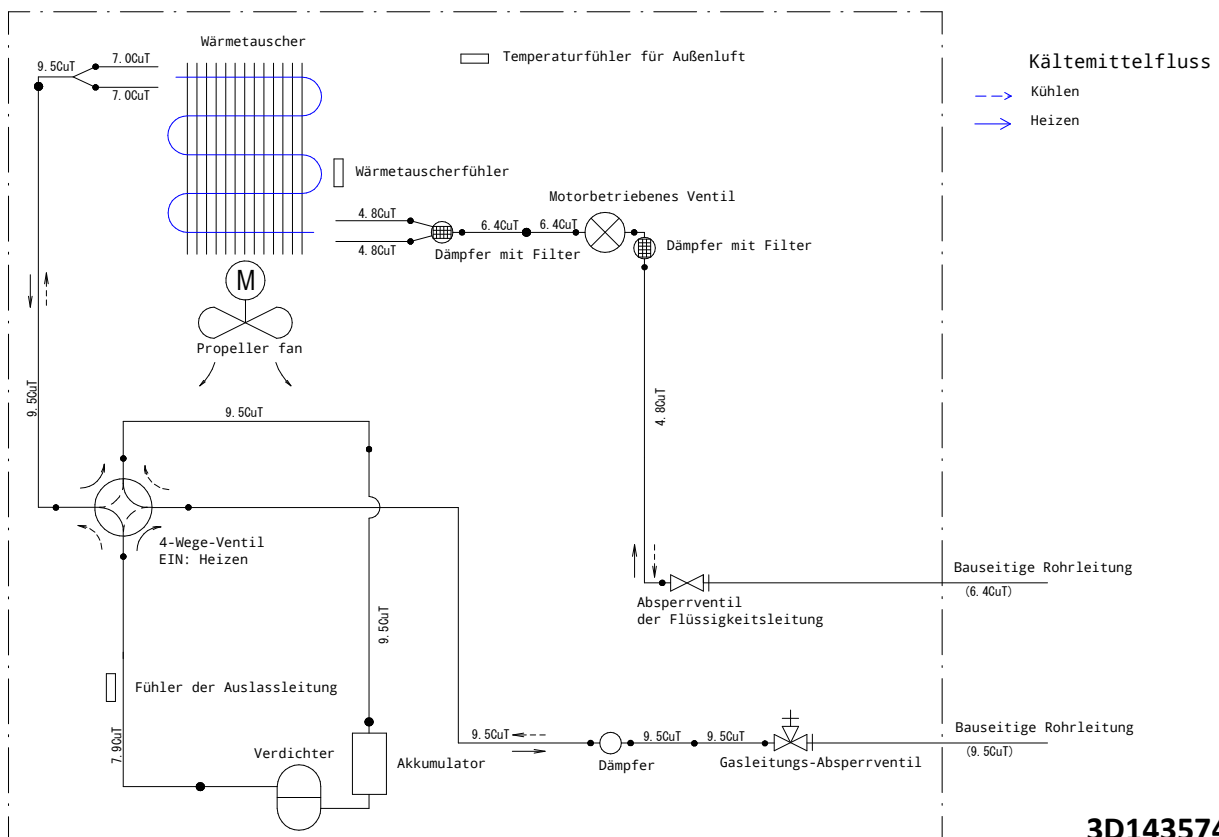 Wärmetauscher
Temperaturfühler für Außenluft
Kältemittelfluss
Kühlen
Heizen
9.5CuT
7.0CuT
7.0CuT
Wärmetauscherfühler
Motorbetriebenes Ventil
4.8CuT
4.8CuT
6.4CuT
6.4CuT
Dämpfer mit Filter
Dämpfer mit Filter
M
Propeller fan
9.5CuT
9.5CuT
4.8CuT
4-Wege-Ventil
EIN: Heizen
Bauseitige Rohrleitung
(6.4CuT)
Absperrventil
der Flüssigkeitsleitung
9.5CuT
Fühler der Auslassleitung
7.9CuT
Verdichter
Akkumulator
9.5CuT
9.5CuT
9.5CuT
Dämpfer
Gasleitungs-Absperrventil
Bauseitige Rohrleitung
(9.5CuT)
3D143574